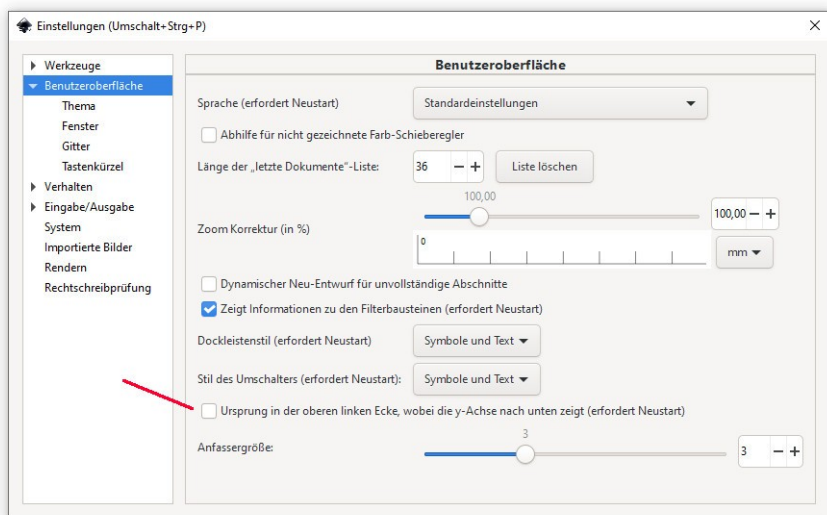 Einstellungen (Umschalt+Strg+P)
Werkzeuge
Benutzeroberfläche
Thema
Fenster
Gitter
Tastenkürzel
Verhalten
Eingabe/Ausgabe
System
Importierte Bilder
Rendern
Rechtschreibprüfung
Benutzeroberfläche
Sprache (erfordert Neustart) Standardeinstellungen
Abhilfe für nicht gezeichnete Farb-Schieberegler
Länge der „letzte Dokumente“-Liste: 36 Liste löschen
100,00
100,00
Zoom Korrektur (in %)
0
mm
Dynamischer Neu-Entwurf für unvollständige Abschnitte
Zeigt Informationen zu den Filterbausteinen (erfordert Neustart)
Dockleistenstil (erfordert Neustart) Symbole und Text
Stil des Umschalters (erfordert Neustart): Symbole und Text
Ursprung in der oberen linken Ecke, wobei die y-Achse nach unten zeigt (erfordert Neustart)
3
Anfassergröße: 3